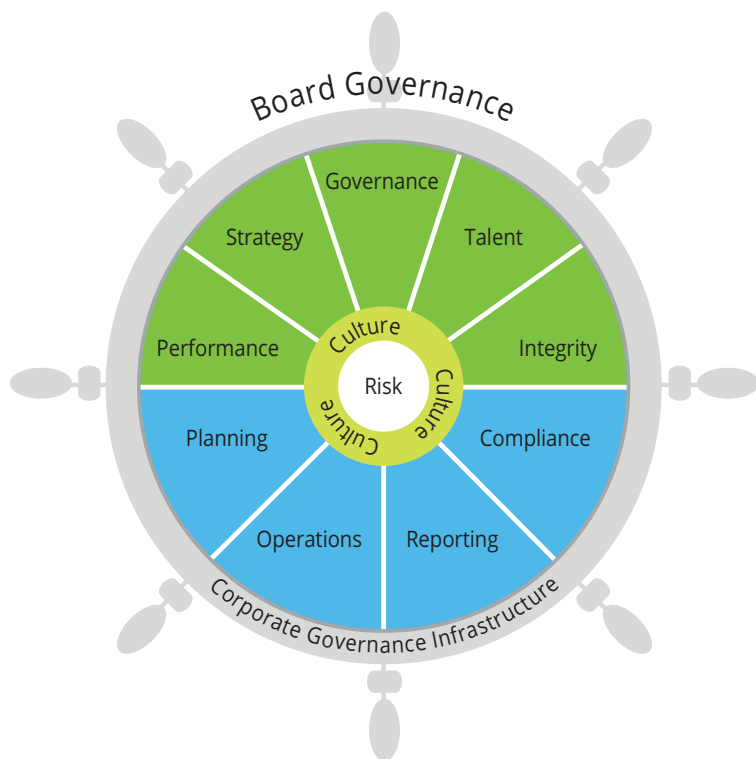 Board Governance
Governance
Strategy
Talent
Performance
Integrity
Culture
Culture
Culture
Risk
Planning
Compliance
Operations
Reporting
Corporate Governance Infrastructure